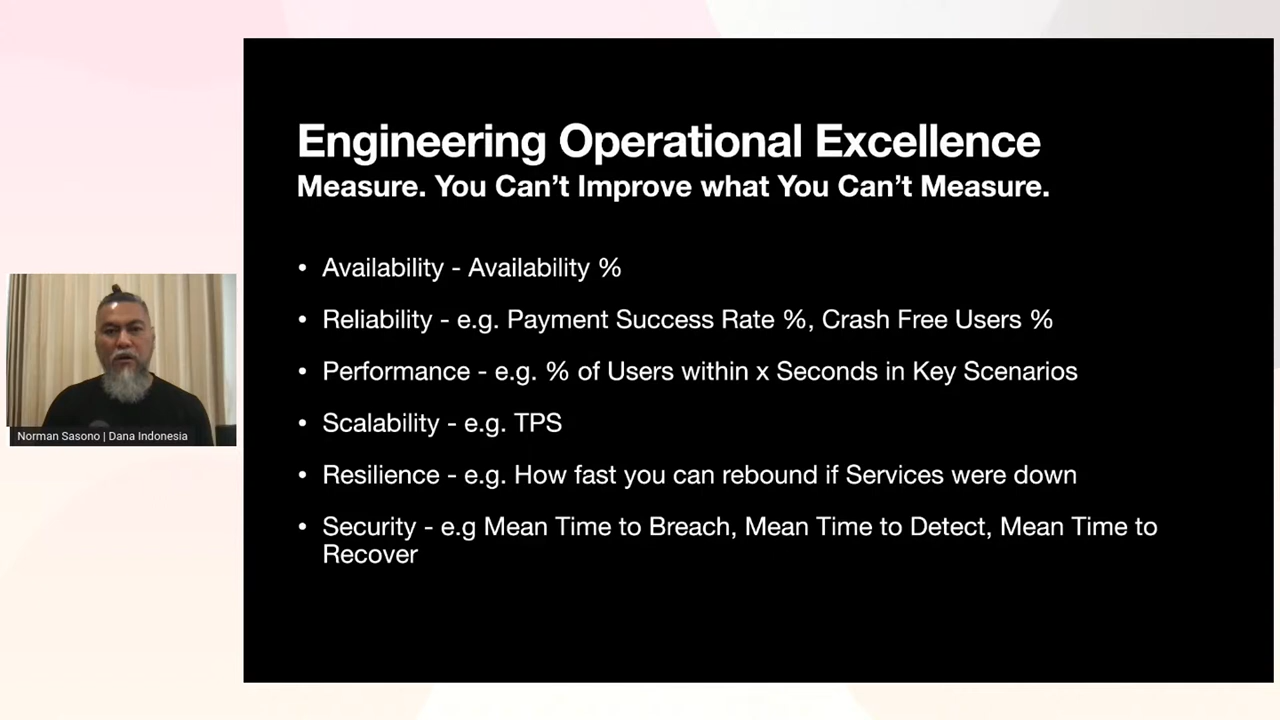 Engineering Operational Excellence
Measure. You Can’t Improve what You Can’t Measure.
• Availability - Availability %
• Reliability - e.g. Payment Success Rate %, Crash Free Users %
• Performance - e.g. % of Users within x Seconds in Key Scenarios
• Scalability - e.g. TPS
• Resilience - e.g. How fast you can rebound if Services were down
• Security - e.g Mean Time to Breach, Mean Time to Detect, Mean Time to
Recover
Norman Sasono | Dana Indonesia